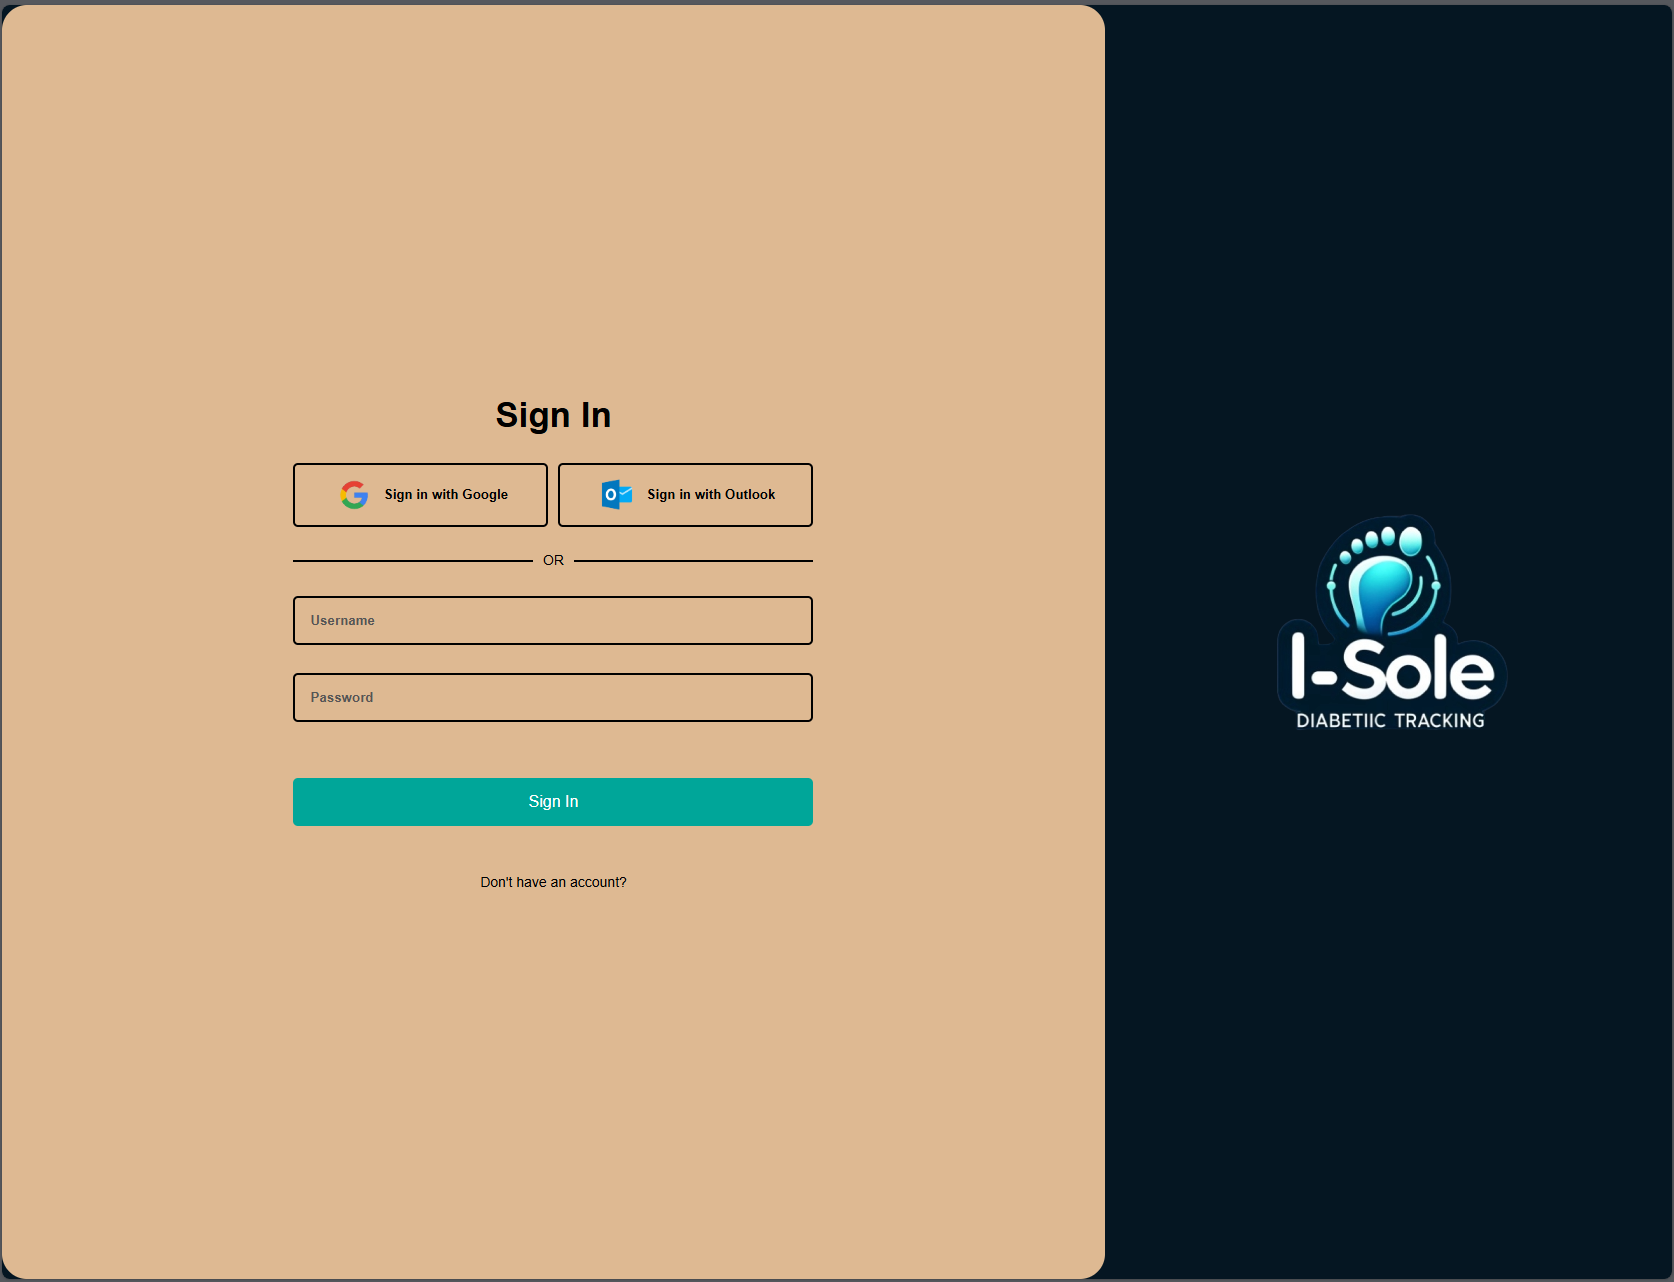 Sign In
Sign in with Google
Sign in with Outlook
OR
Username
Password
Sign In
Don't have an account?
I-Sole
DIABETIIC TRACKING